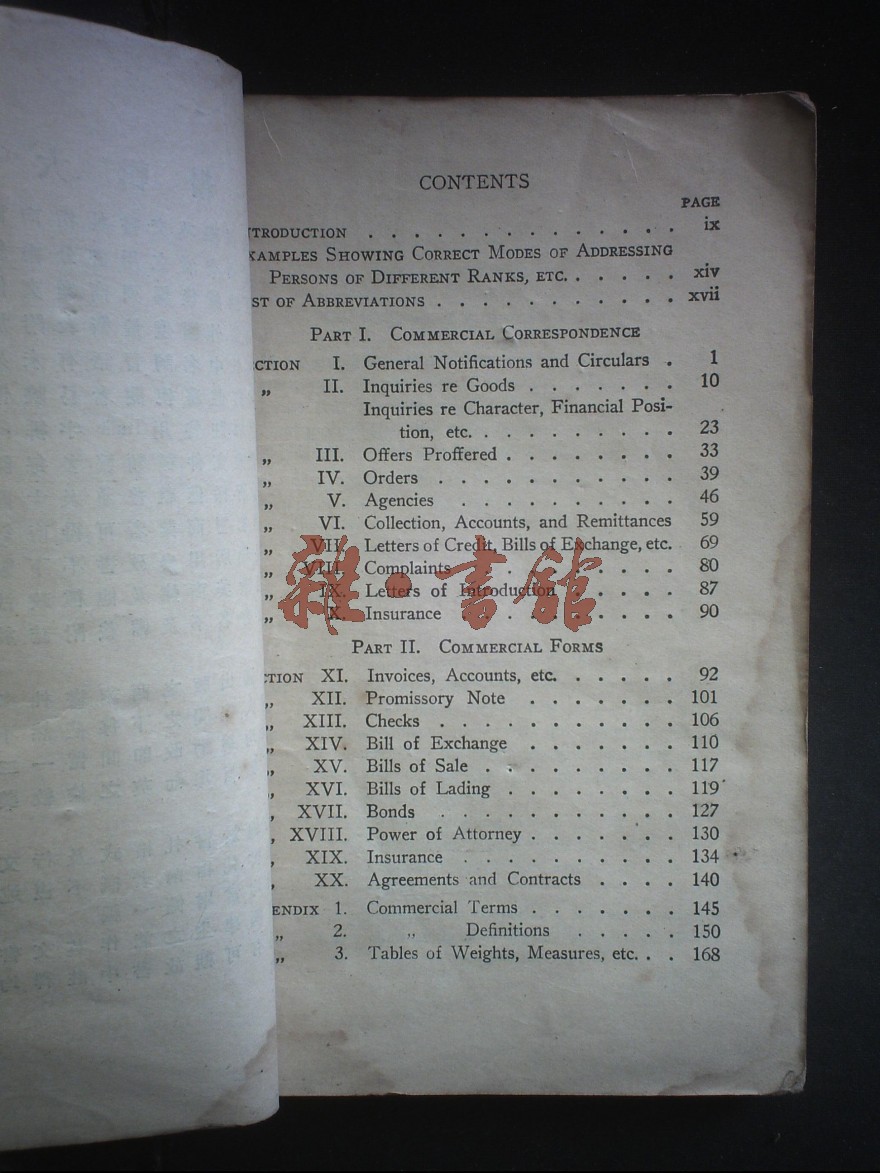 CONTENTS
PAGE
TRODUCTION . . . . . . . . . . . . . . ix
AMPLES SHOWING CORRECT MODES OF ADDRESSING
PERSONS OF DIFFERENT RANKS, ETC. . . . . . . xiv
ST OF ABBREVIATIONS . . . . . . . . . . . xvii
PART I. COMMERCIAL CORRESPONDENCE
CTION I. General Notifications and Circulars . 1
„ II. Inquiries re Goods . . . . . . . 10
Inquiries re Character, Financial Posi-
tion, etc. . . . . . . . . . 23
„ III. Offers Proffered . . . . . . . . 33
„ IV. Orders . . . . . . . . . . . 39
„ V. Agencies . . . . . . . . . . 46
„ VI. Collection, Accounts, and Remittances 59
„ VII. Letters of Credit, Bills of Exchange, etc. 69
„ VIII. Complaints . . . . . . . . . 80
„ IX. Letters of Introduction . . . . . 87
„ X. Insurance . . . . . . . . . . 90
雜·書館
PART II. COMMERCIAL FORMS
TION XI. Invoices, Accounts, etc. . . . . . 92
„ XII. Promissory Note . . . . . . . 101
„ XIII. Checks . . . . . . . . . . . 106
„ XIV. Bill of Exchange . . . . . . . 110
„ XV. Bills of Sale . . . . . . . . . 117
„ XVI. Bills of Lading . . . . . . . . 119
, XVII. Bonds . . . . . . . . . . . 127
, XVIII. Power of Attorney . . . . . . . 130
, XIX. Insurance . . . . . . . . . . 134
, XX. Agreements and Contracts . . . . 140
ENDIX 1. Commercial Terms . . . . . . . 145
„ 2. „ Definitions . . . . . 150
„ 3. Tables of Weights, Measures, etc. . . 168